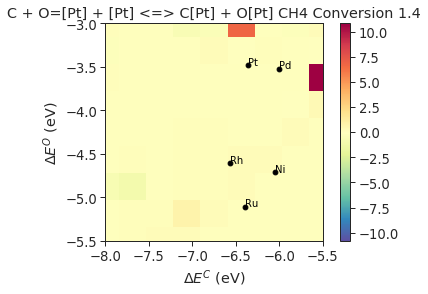 C + O=[Pt] + [Pt] <=> C[Pt] + O[Pt] CH4 Conversion 1.4
−3.0
−3.5
−4.0
−4.5
−5.0
−5.5
ΔE^O (eV)
Pt
Pd
Rh
Ni
Ru
−8.0 −7.5 −7.0 −6.5 −6.0 −5.5
ΔE^C (eV)
10.0
7.5
5.0
2.5
0.0
−2.5
−5.0
−7.5
−10.0